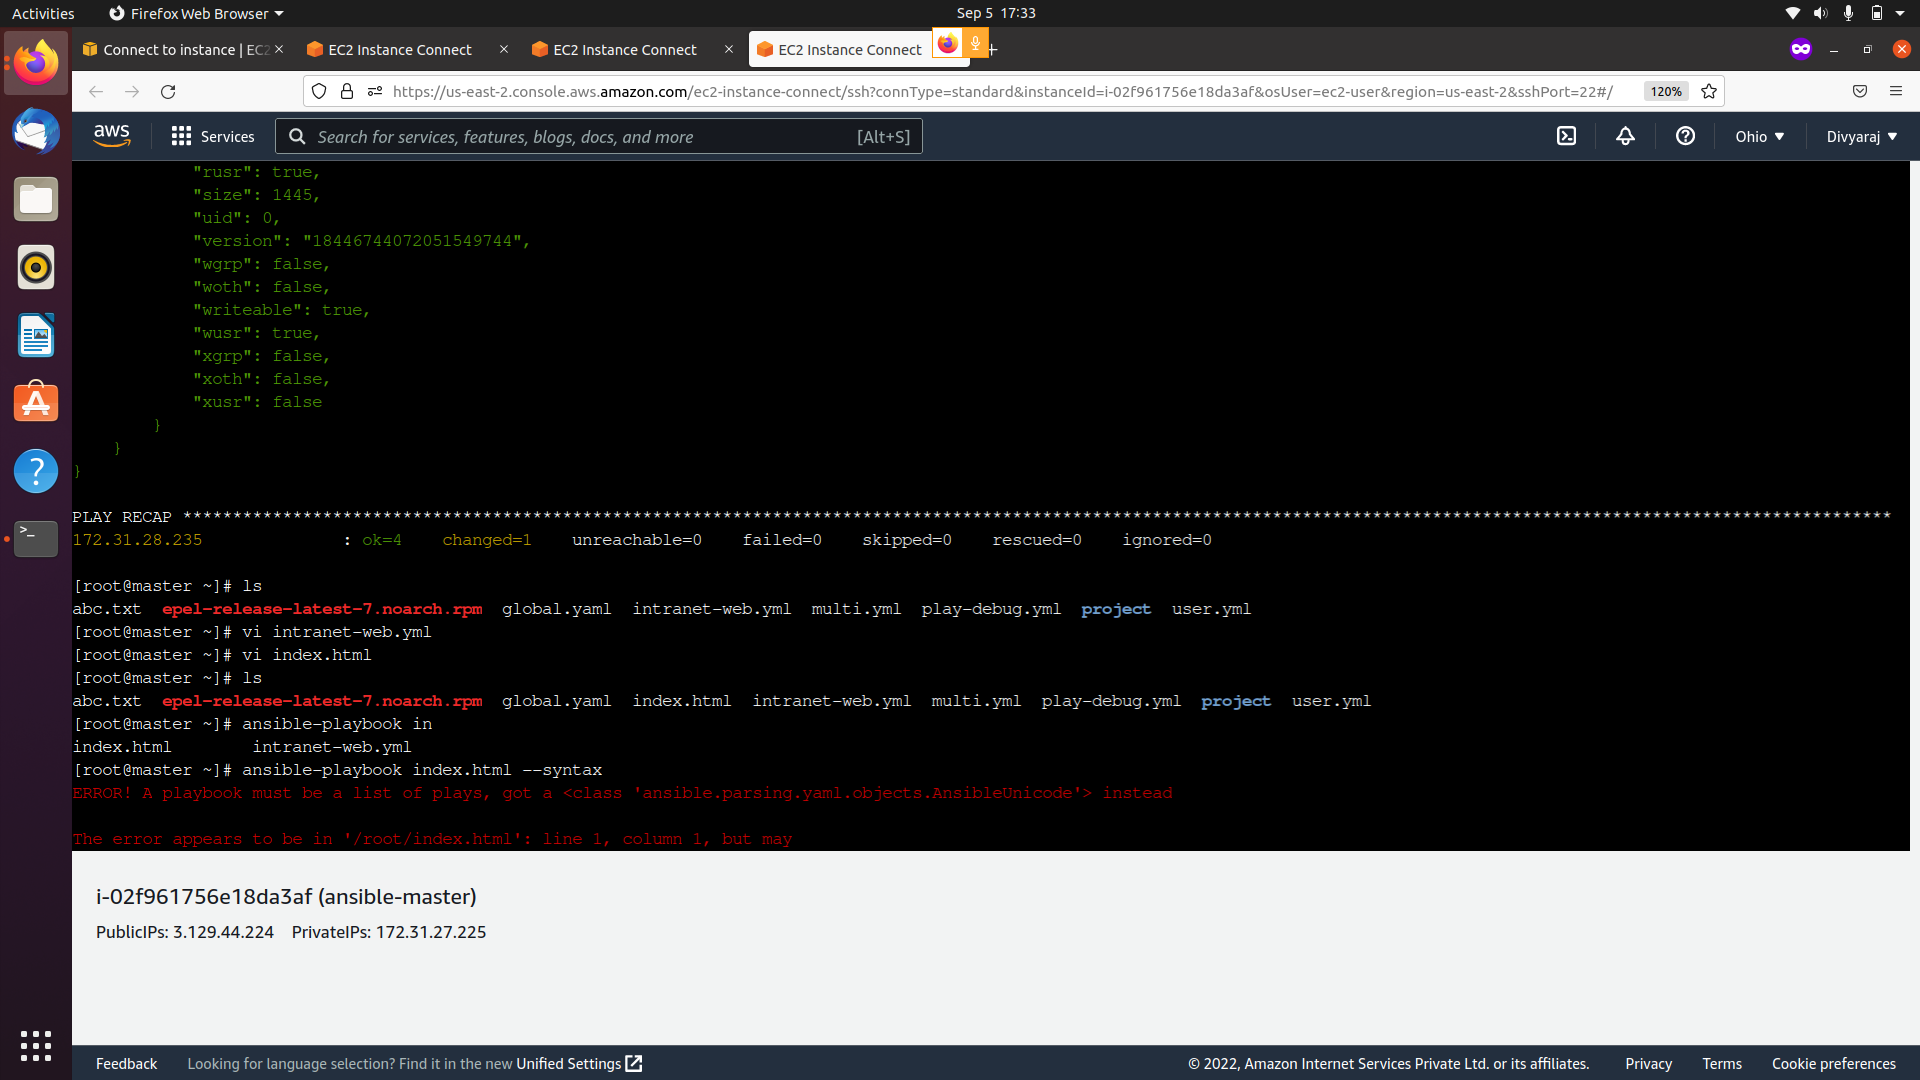 Activities
Firefox Web Browser
Sep 5 17:33
Connect to instance | EC2
EC2 Instance Connect
EC2 Instance Connect
EC2 Instance Connect
https://us-east-2.console.aws.amazon.com/ec2-instance-connect/ssh?connType=standard&instanceId=i-02f961756e18da3af&osUser=ec2-user&region=us-east-2&sshPort=22#/
120%
aws
Services
Search for services, features, blogs, docs, and more
[Alt+S]
Ohio
Divyaraj
"rusr": true,
"size": 1445,
"uid": 0,
"version": "18446744072051549744",
"wgrp": false,
"woth": false,
"writeable": true,
"wusr": true,
"xgrp": false,
"xoth": false,
"xusr": false
}
}
}
PLAY RECAP ***************************************************************************************************************************************************************************
172.31.28.235 : ok=4 changed=1 unreachable=0 failed=0 skipped=0 rescued=0 ignored=0
[root@master ~]# ls
abc.txt epel-release-latest-7.noarch.rpm global.yaml intranet-web.yml multi.yml play-debug.yml project user.yml
[root@master ~]# vi intranet-web.yml
[root@master ~]# vi index.html
[root@master ~]# ls
abc.txt epel-release-latest-7.noarch.rpm global.yaml index.html intranet-web.yml multi.yml play-debug.yml project user.yml
[root@master ~]# ansible-playbook in
index.html intranet-web.yml
[root@master ~]# ansible-playbook index.html --syntax
ERROR! A playbook must be a list of plays, got a <class 'ansible.parsing.yaml.objects.AnsibleUnicode'> instead
The error appears to be in '/root/index.html': line 1, column 1, but may
i-02f961756e18da3af (ansible-master)
PublicIPs: 3.129.44.224 PrivateIPs: 172.31.27.225
Feedback
Looking for language selection? Find it in the new Unified Settings
© 2022, Amazon Internet Services Private Ltd. or its affiliates.
Privacy
Terms
Cookie preferences